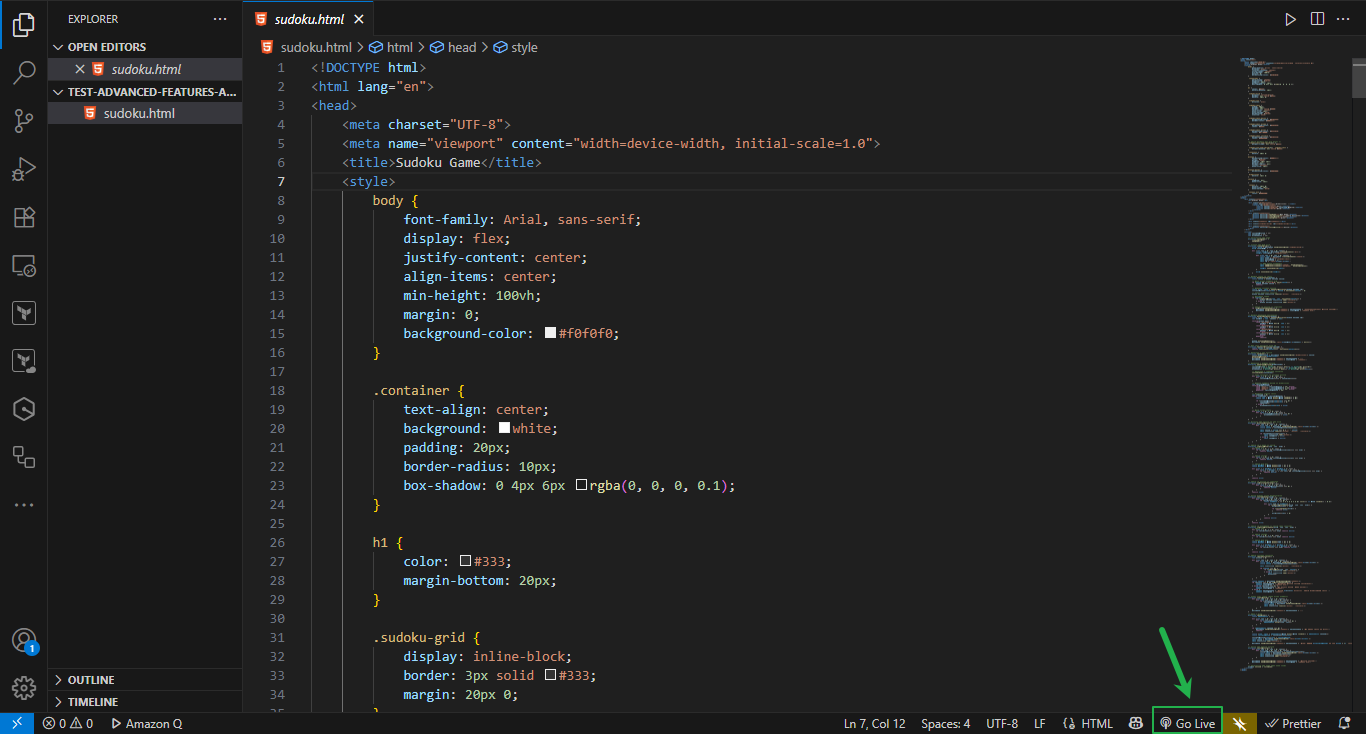 EXPLORER
OPEN EDITORS
sudoku.html
TEST-ADVANCED-FEATURES-A...
sudoku.html
OUTLINE
TIMELINE
1
sudoku.html
sudoku.html > html > head > style
1 <!DOCTYPE html>
2 <html lang="en">
3 <head>
4 <meta charset="UTF-8">
5 <meta name="viewport" content="width=device-width, initial-scale=1.0">
6 <title>Sudoku Game</title>
7 <style>
8 body {
9 font-family: Arial, sans-serif;
10 display: flex;
11 justify-content: center;
12 align-items: center;
13 min-height: 100vh;
14 margin: 0;
15 background-color: #f0f0f0;
16 }
17
18 .container {
19 text-align: center;
20 background: white;
21 padding: 20px;
22 border-radius: 10px;
23 box-shadow: 0 4px 6px rgba(0, 0, 0, 0.1);
24 }
25
26 h1 {
27 color: #333;
28 margin-bottom: 20px;
29 }
30
31 .sudoku-grid {
32 display: inline-block;
33 border: 3px solid #333;
34 margin: 20px 0;
0 0 Amazon Q Ln 7, Col 12 Spaces: 4 UTF-8 LF {} HTML Go Live Prettier